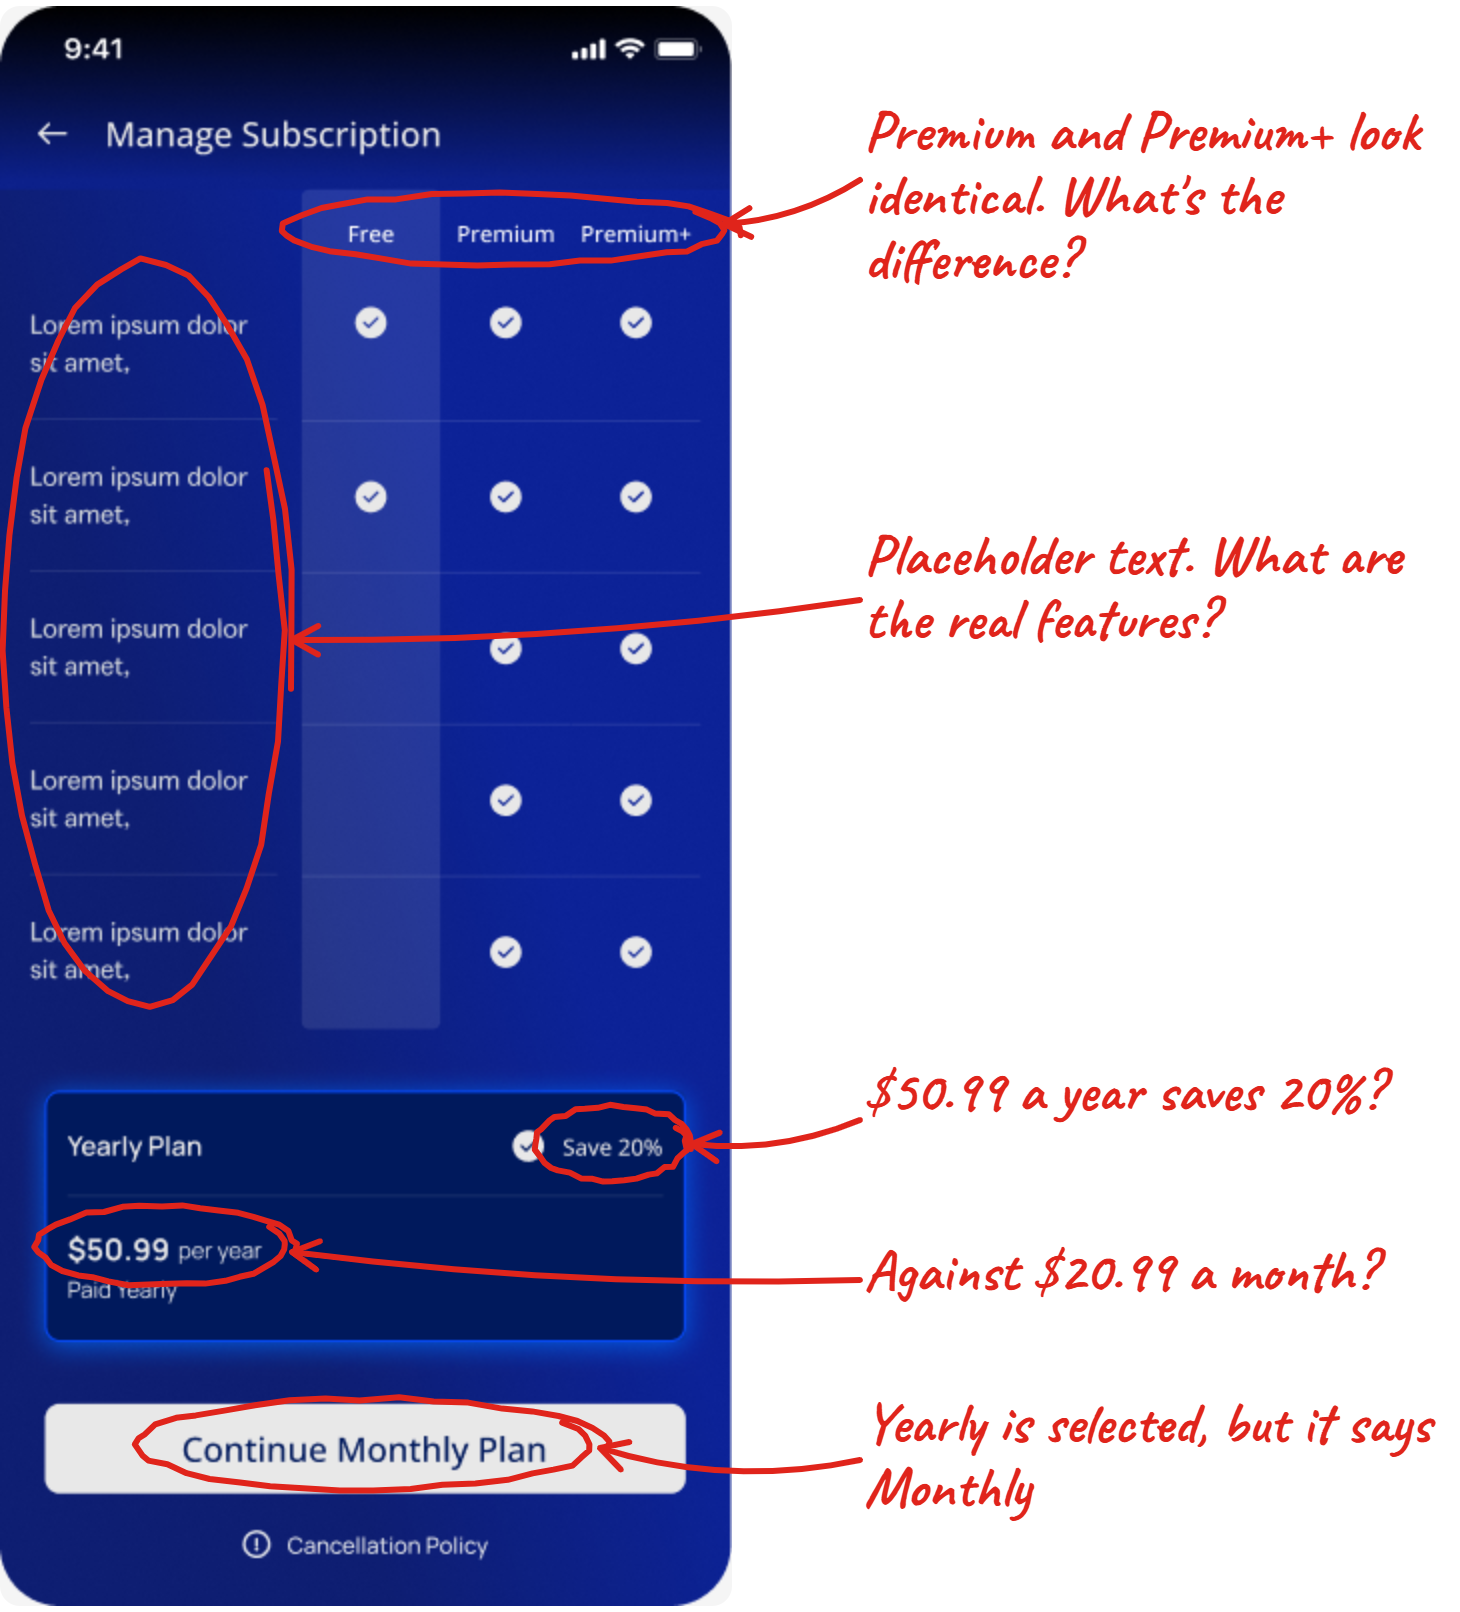 9:41
Manage Subscription
Premium and Premium+ look
identical. What's the
difference?
Free Premium Premium+
Lorem ipsum dolor
sit amet,
Lorem ipsum dolor
sit amet,
Placeholder text. What are
the real features?
Lorem ipsum dolor
sit amet,
Lorem ipsum dolor
sit amet,
Lorem ipsum dolor
sit amet,
$50.99 a year saves 20%?
Yearly Plan Save 20%
$50.99 per year
Paid Yearly
Against $20.99 a month?
Continue Monthly Plan
Yearly is selected, but it says
Monthly
Cancellation Policy